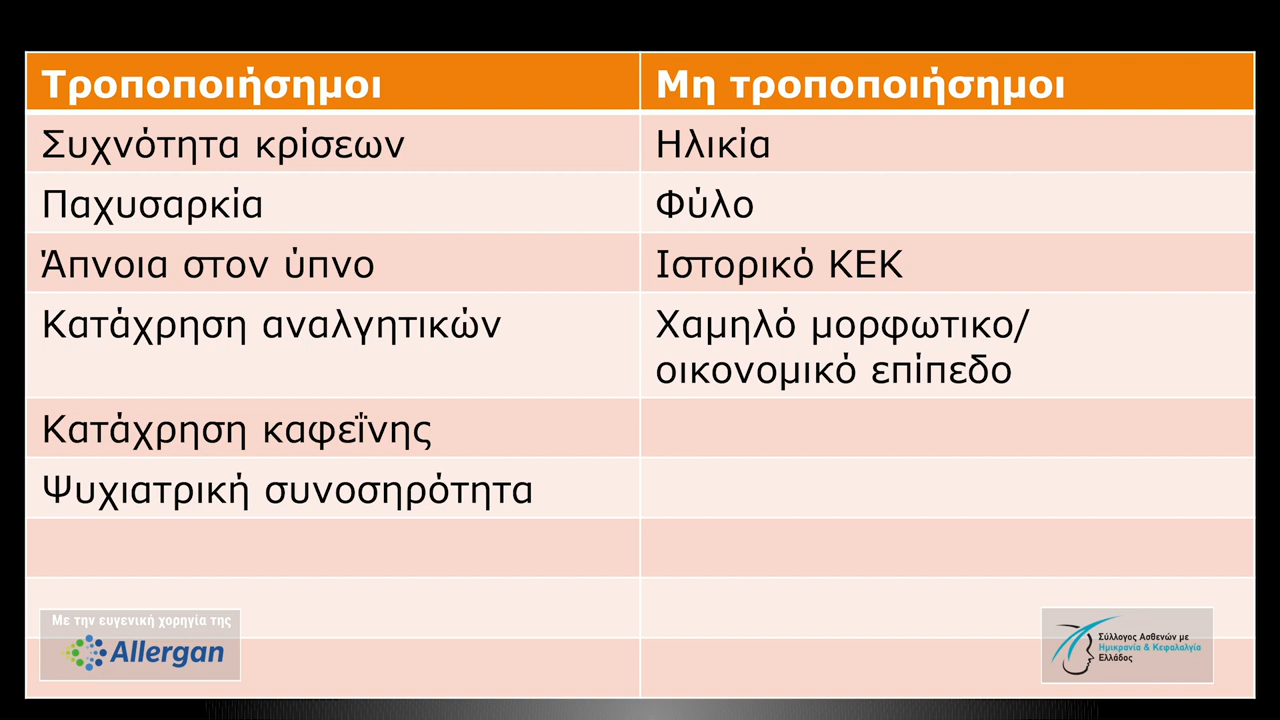 Τροποποιήσημοι
Μη τροποποιήσημοι
Συχνότητα κρίσεων
Ηλικία
Παχυσαρκία
Φύλο
Άπνοια στον ύπνο
Ιστορικό ΚΕΚ
Κατάχρηση αναλγητικών
Χαμηλό μορφωτικο/
οικονομικό επίπεδο
Κατάχρηση καφεΐνης
Ψυχιατρική συνοσηρότητα
Με την ευγενική χορηγία της
Allergan
Σύλλογος Ασθενών με
Ημικρανία & Κεφαλαλγία
Ελλάδος